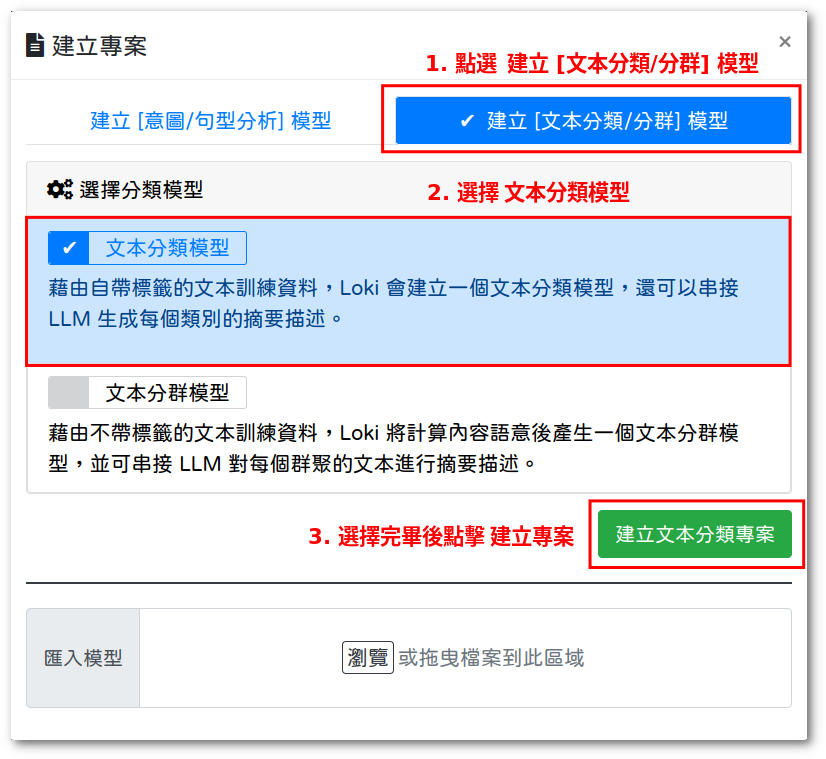 建立專案
×
1. 點選 建立 [文本分類/分群] 模型
建立 [意圖/句型分析] 模型
✔ 建立 [文本分類/分群] 模型
選擇分類模型
2. 選擇 文本分類模型
✔ 文本分類模型
藉由自帶標籤的文本訓練資料，Loki 會建立一個文本分類模型，還可以串接
LLM 生成每個類別的摘要描述。
文本分群模型
藉由不帶標籤的文本訓練資料，Loki 將計算內容語意後產生一個文本分群模
型，並可串接 LLM 對每個群聚的文本進行摘要描述。
3. 選擇完畢後點擊 建立專案
建立文本分類專案
匯入模型
瀏覽 或拖曳檔案到此區域